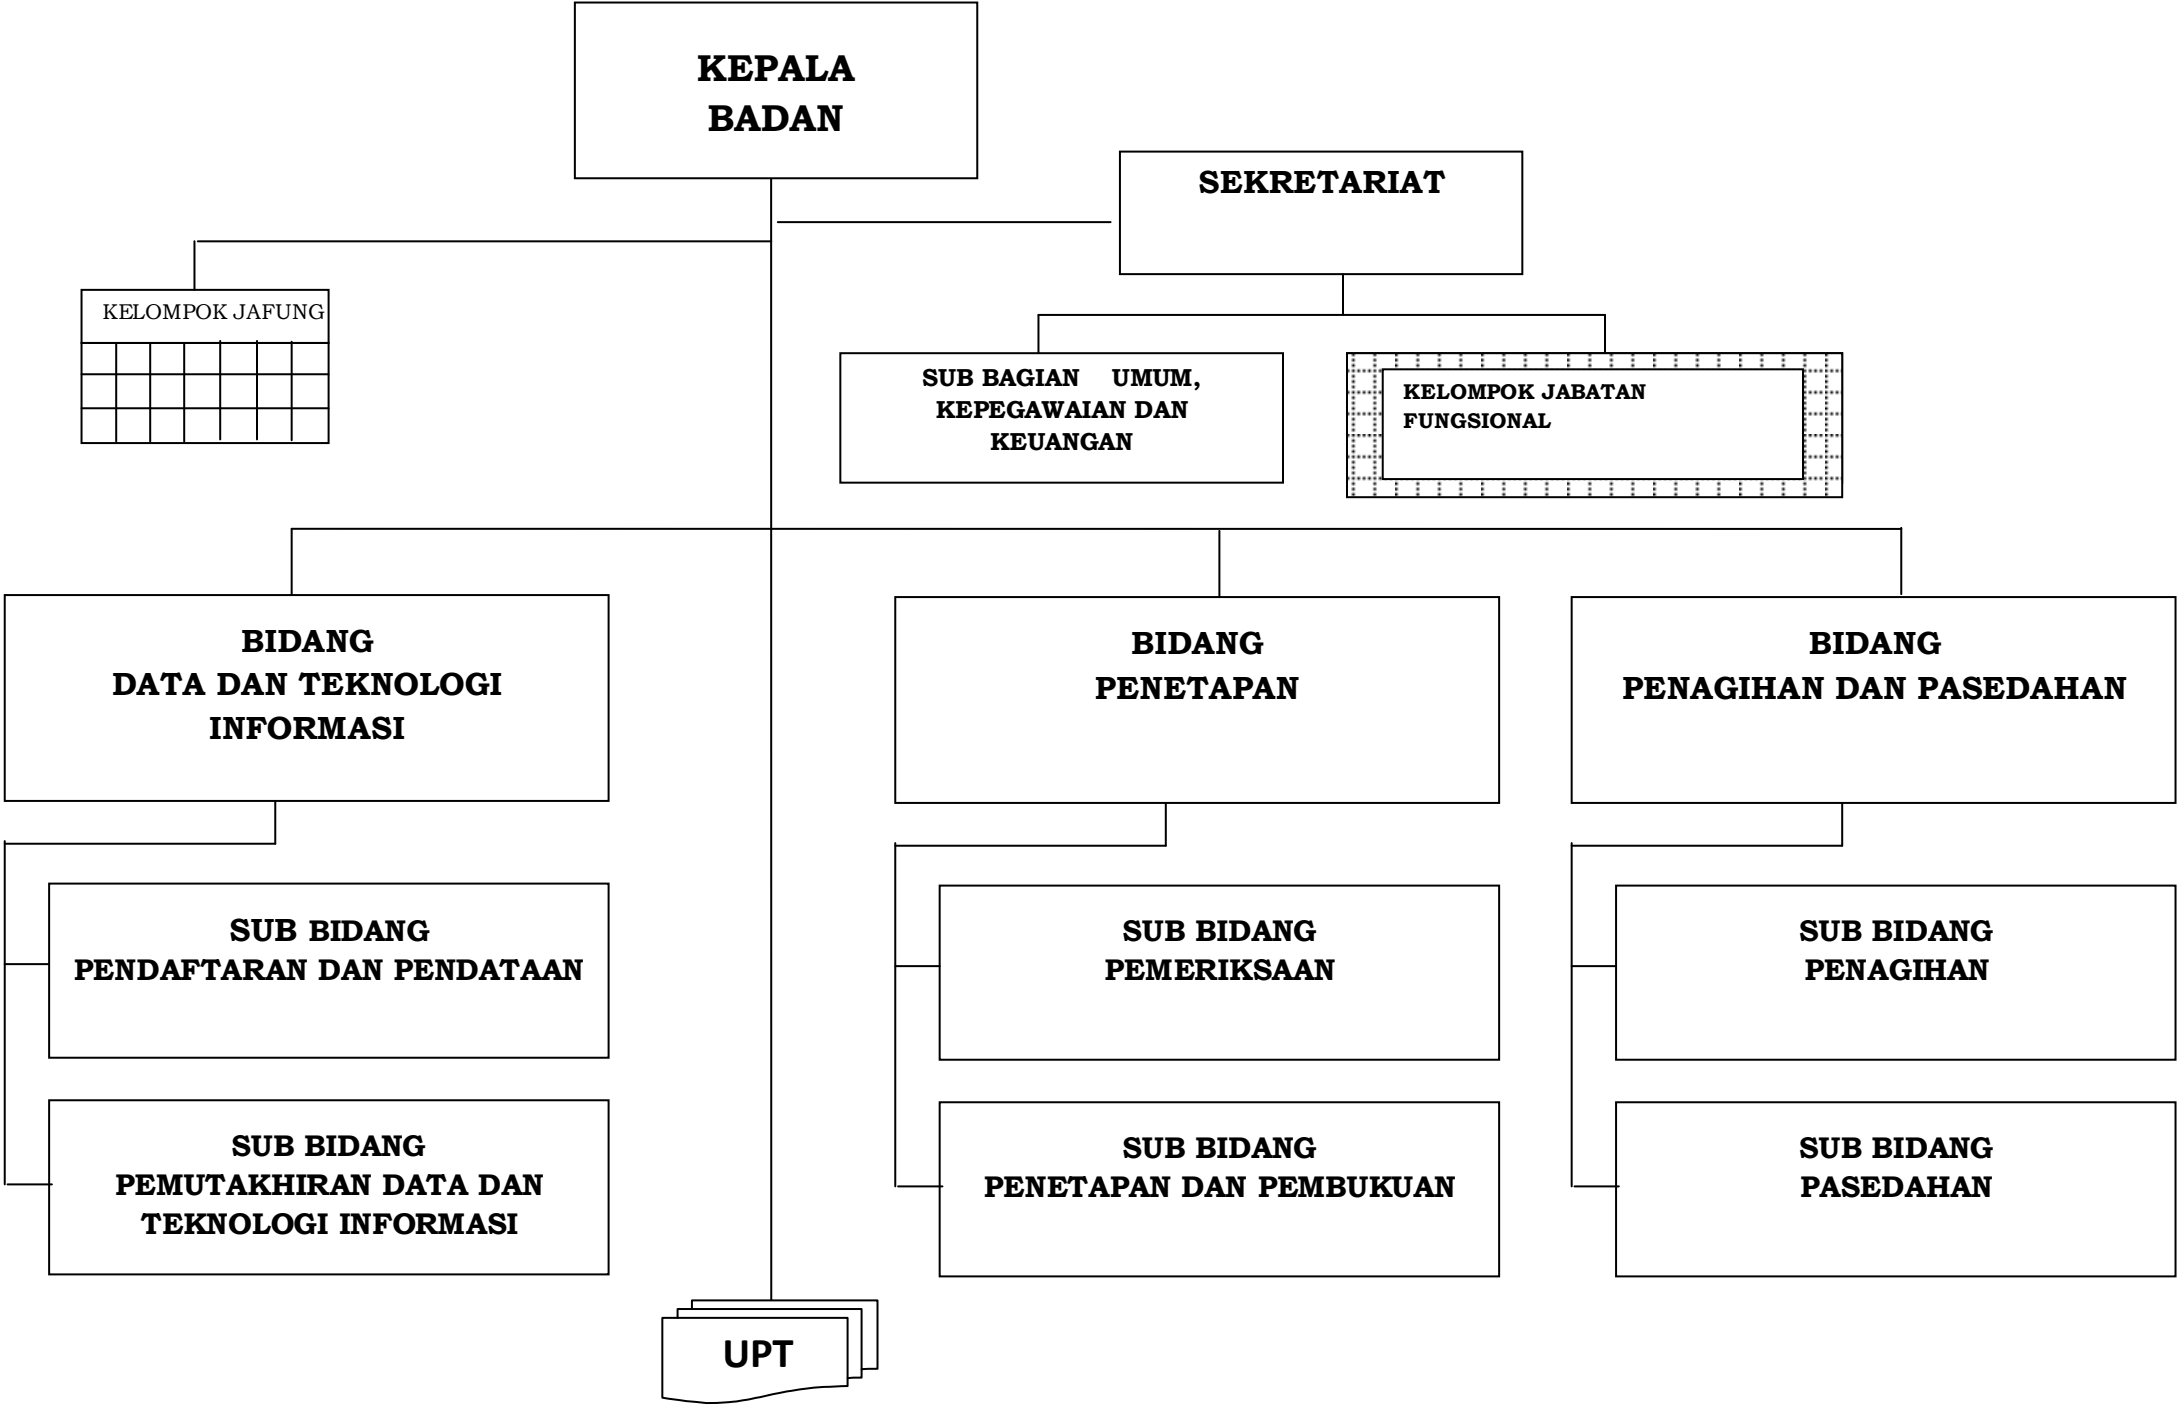 KEPALA
BADAN
SEKRETARIAT
KELOMPOK JAFUNG
SUB BAGIAN UMUM,
KEPEGAWAIAN DAN
KEUANGAN
KELOMPOK JABATAN
FUNGSIONAL
BIDANG
DATA DAN TEKNOLOGI
INFORMASI
BIDANG
PENETAPAN
BIDANG
PENAGIHAN DAN PASEDAHAN
SUB BIDANG
PENDAFTARAN DAN PENDATAAN
SUB BIDANG
PEMERIKSAAN
SUB BIDANG
PENAGIHAN
SUB BIDANG
PEMUTAKHIRAN DATA DAN
TEKNOLOGI INFORMASI
SUB BIDANG
PENETAPAN DAN PEMBUKUAN
SUB BIDANG
PASEDAHAN
UPT